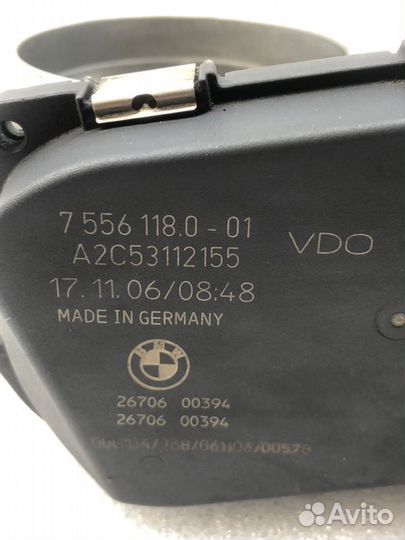 7 556 118.0 - 01
A2C53112155
VDO
17.11.06/08:48
MADE IN GERMANY
BMW
26706 00394
26706 00394
Avito